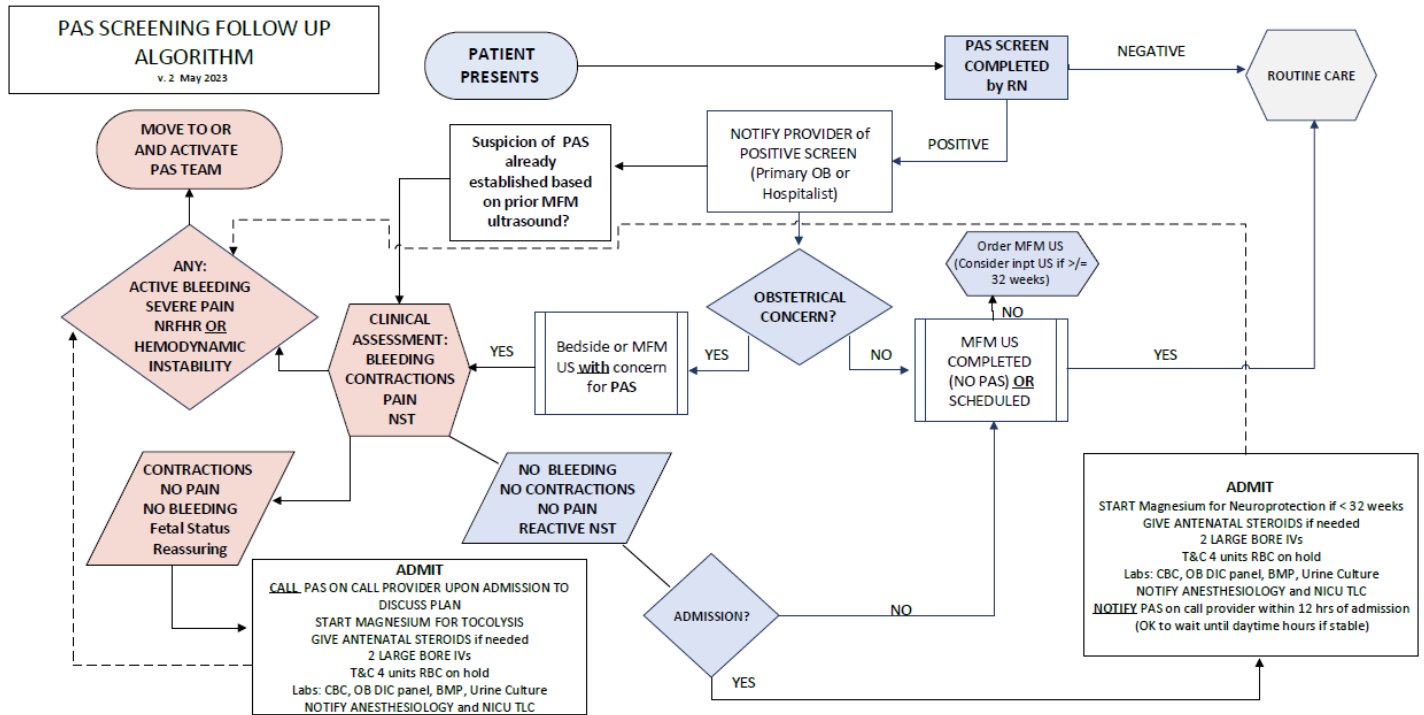 PAS SCREENING FOLLOW UP
ALGORITHM
v. 2 May 2023
PATIENT
PRESENTS
PAS SCREEN
COMPLETED
by RN
NEGATIVE
ROUTINE CARE
POSITIVE
NOTIFY PROVIDER of
POSITIVE SCREEN
(Primary OB or
Hospitalist)
Suspicion of PAS
already
established based
on prior MFM
ultrasound?
MOVE TO OR
AND ACTIVATE
PAS TEAM
ANY:
ACTIVE BLEEDING
SEVERE PAIN
NRFHR OR
HEMODYNAMIC
INSTABILITY
CLINICAL
ASSESSMENT:
BLEEDING
CONTRACTIONS
PAIN
NST
YES
Bedside or MFM
US with concern
for PAS
YES
OBSTETRICAL
CONCERN?
NO
Order MFM US
(Consider inpt US if >/=
32 weeks)
NO
MFM US
COMPLETED
(NO PAS) OR
SCHEDULED
YES
CONTRACTIONS
NO PAIN
NO BLEEDING
Fetal Status
Reassuring
NO BLEEDING
NO CONTRACTIONS
NO PAIN
REACTIVE NST
ADMIT
CALL PAS ON CALL PROVIDER UPON ADMISSION TO
DISCUSS PLAN
START MAGNESIUM FOR TOCOLYSIS
GIVE ANTENATAL STEROIDS if needed
2 LARGE BORE IVs
T&C 4 units RBC on hold
Labs: CBC, OB DIC panel, BMP, Urine Culture
NOTIFY ANESTHESIOLOGY and NICU TLC
ADMISSION?
NO
YES
ADMIT
START Magnesium for Neuroprotection if < 32 weeks
GIVE ANTENATAL STEROIDS if needed
2 LARGE BORE IVs
T&C 4 units RBC on hold
Labs: CBC, OB DIC panel, BMP, Urine Culture
NOTIFY ANESTHESIOLOGY and NICU TLC
NOTIFY PAS on call provider within 12 hrs of admission
(OK to wait until daytime hours if stable)